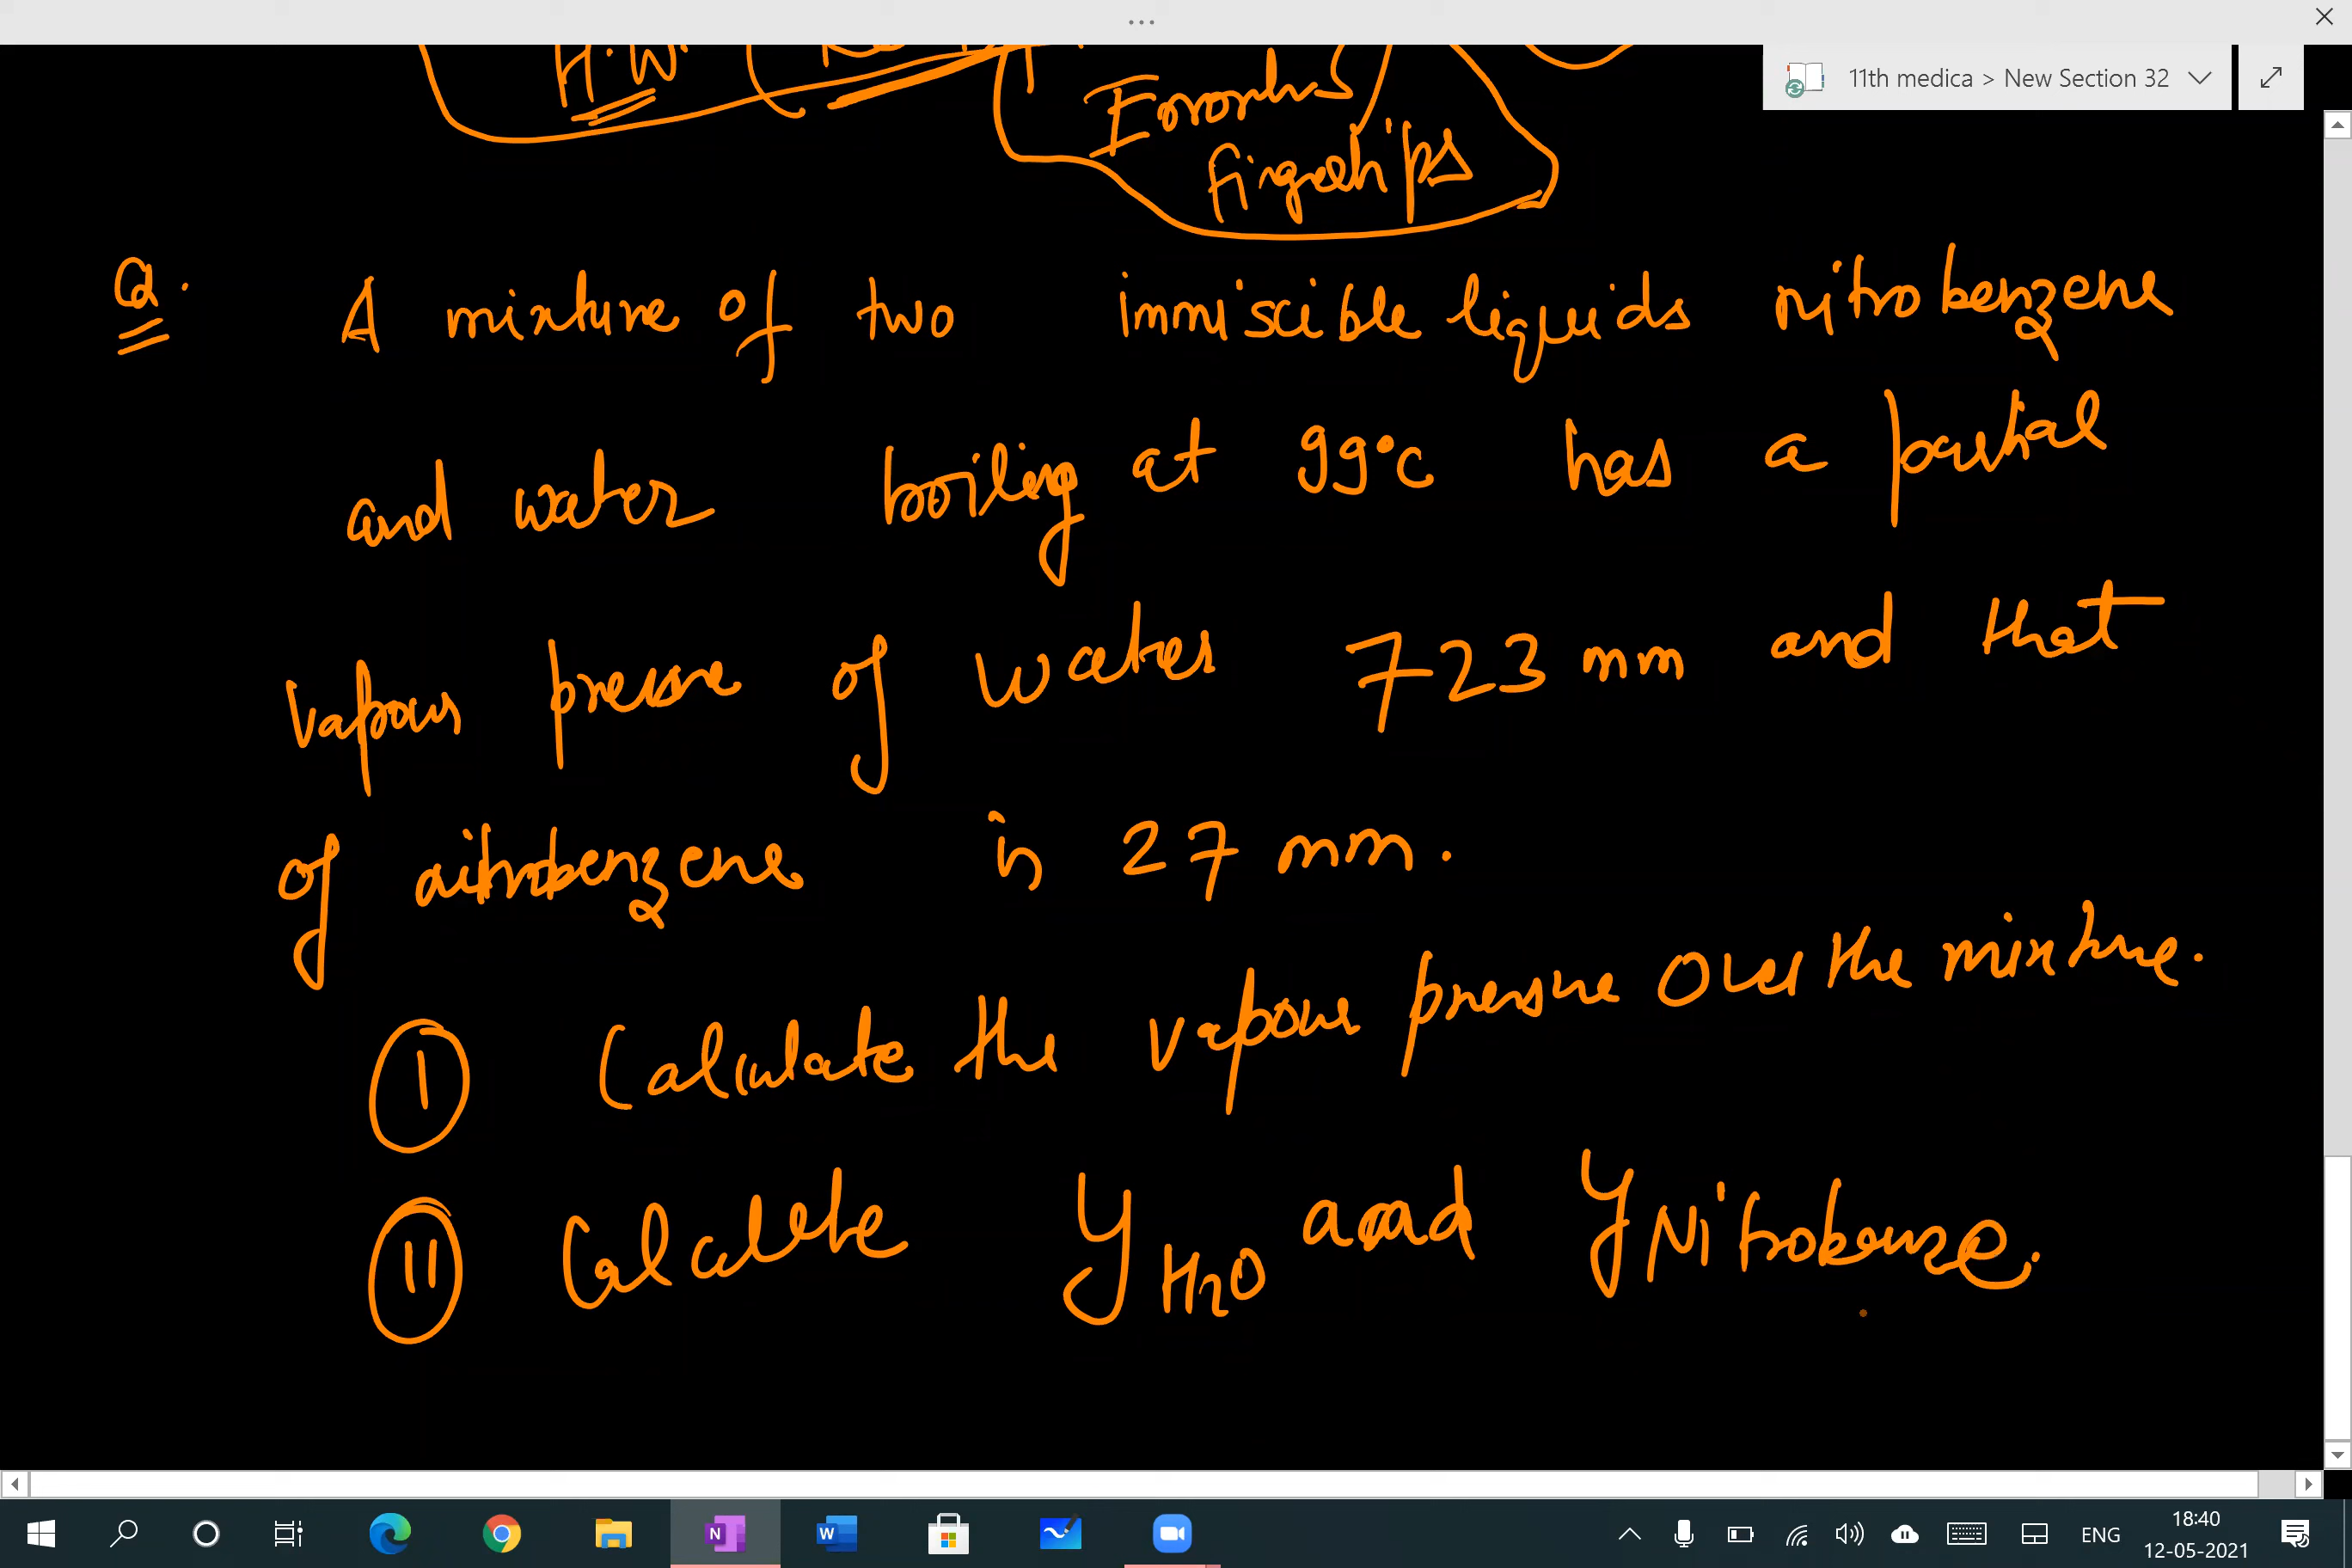 11th medica > New Section 32
H.W.
fingertips
Q. A mixture of two immiscible liquids nitrobenzene
and water boiling at 99°C has a partial
vapour pressure of water 723 mm and that
of nitrobenzene is 27 mm.
I Calculate the vapour pressure over the mixture.
II Calculate y H2O and y Nitrobenze.
ENG
18:40
12-05-2021